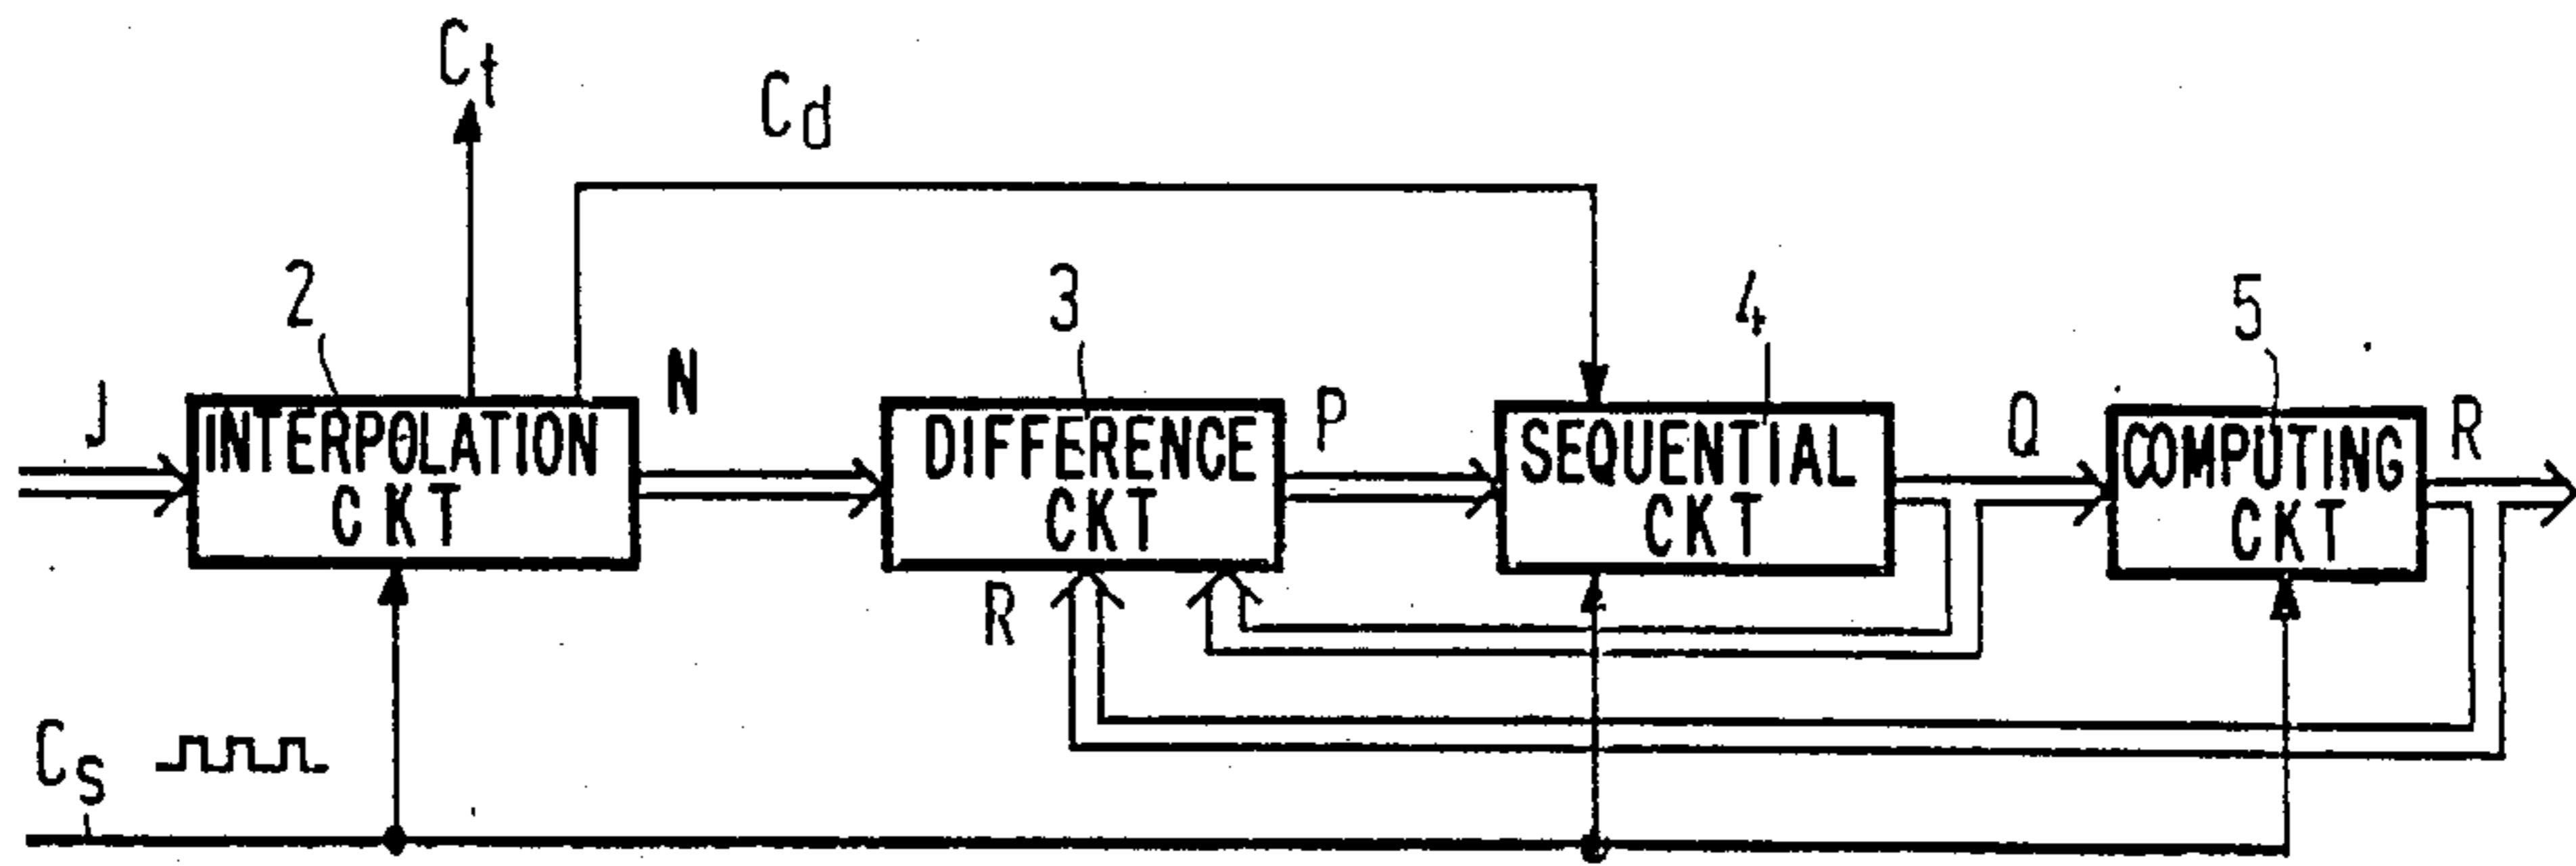 Ct
Cd
2
3
4
5
J
INTERPOLATION
CKT
N
DIFFERENCE
CKT
P
SEQUENTIAL
CKT
Q
COMPUTING
CKT
R
R
Cs